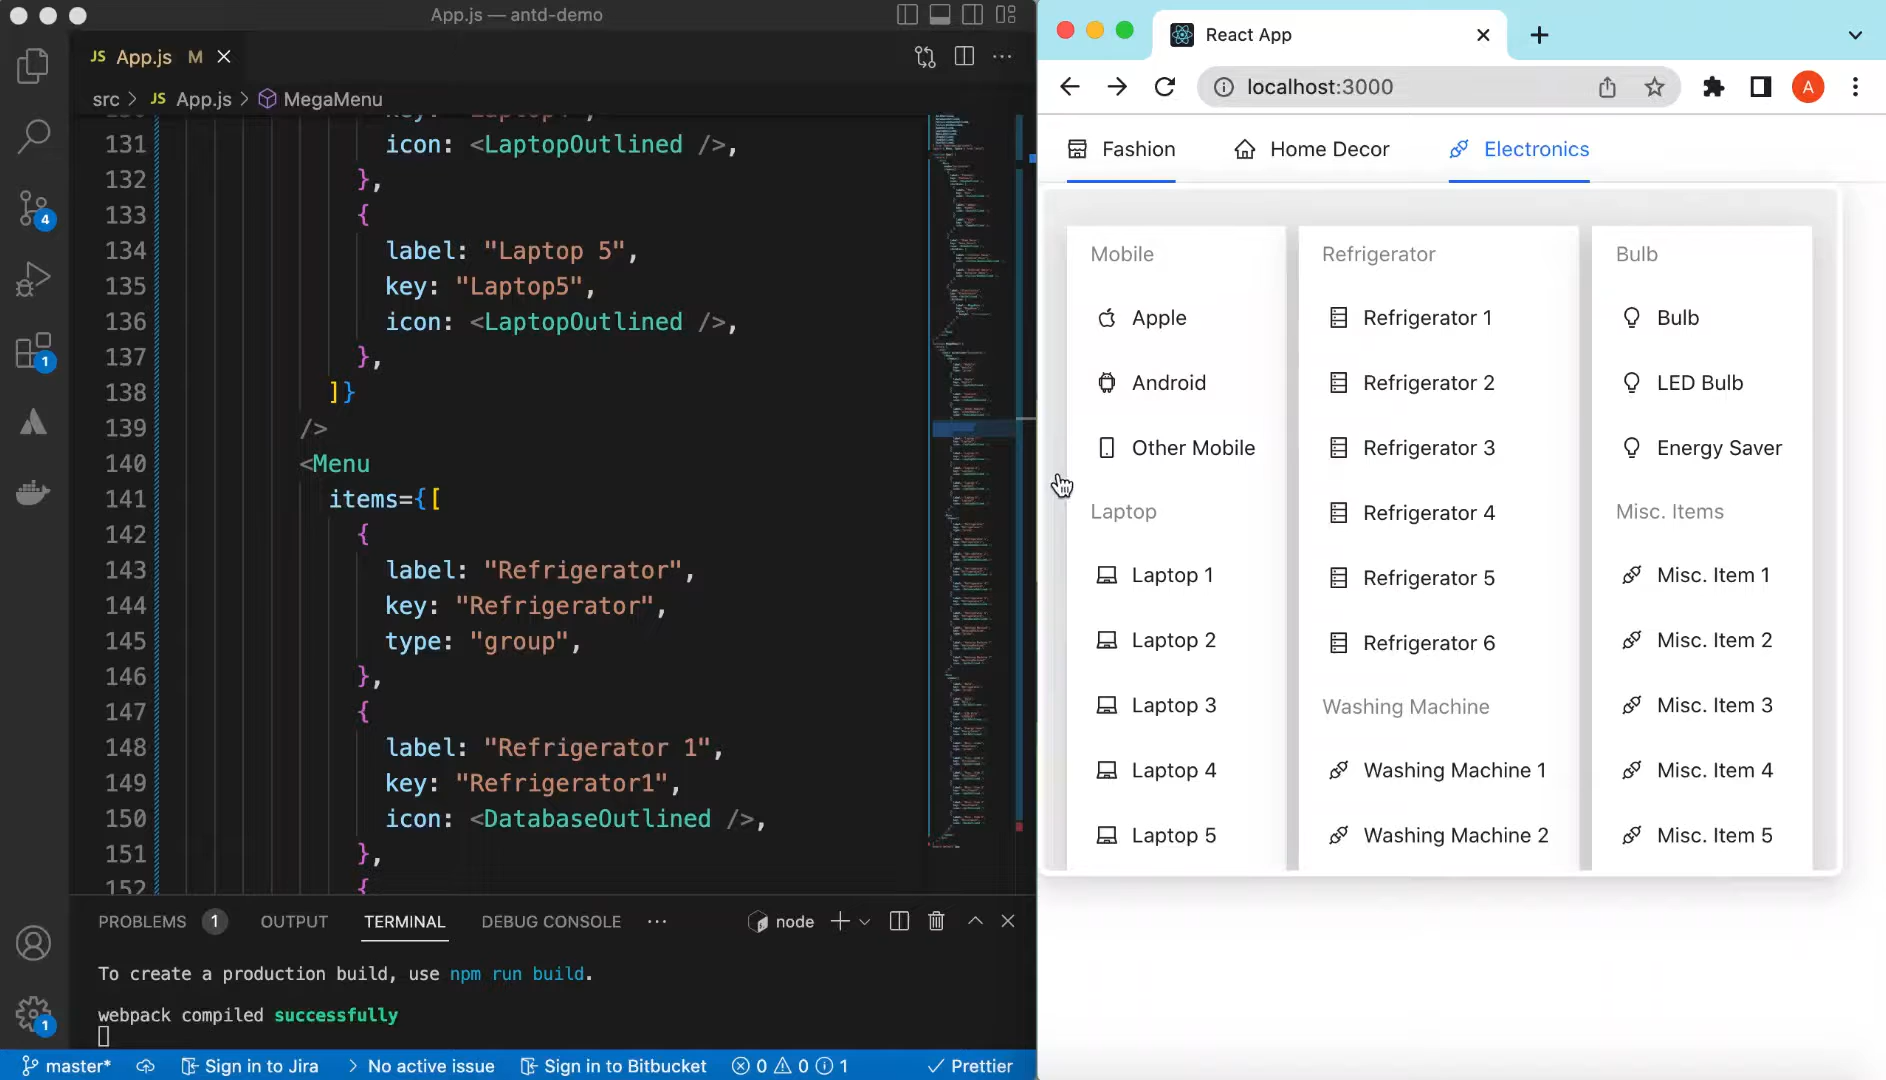 App.js — antd-demo
JS App.js M
src > JS App.js > MegaMenu
131 icon: <LaptopOutlined />,
132 },
133 {
134 label: "Laptop 5",
135 key: "Laptop5",
136 icon: <LaptopOutlined />,
137 },
138 ]}
139 />
140 <Menu
141 items={[
142 {
143 label: "Refrigerator",
144 key: "Refrigerator",
145 type: "group",
146 },
147 {
148 label: "Refrigerator 1",
149 key: "Refrigerator1",
150 icon: <DatabaseOutlined />,
151 },
152 {
PROBLEMS 1 OUTPUT TERMINAL DEBUG CONSOLE ··· node
To create a production build, use npm run build.
webpack compiled successfully
master* Sign in to Jira > No active issue Sign in to Bitbucket 0 0 1 Prettier
4
1
1
React App
localhost:3000
A
Fashion Home Decor Electronics
Mobile
Apple
Android
Other Mobile
Laptop
Laptop 1
Laptop 2
Laptop 3
Laptop 4
Laptop 5
Refrigerator
Refrigerator 1
Refrigerator 2
Refrigerator 3
Refrigerator 4
Refrigerator 5
Refrigerator 6
Washing Machine
Washing Machine 1
Washing Machine 2
Bulb
Bulb
LED Bulb
Energy Saver
Misc. Items
Misc. Item 1
Misc. Item 2
Misc. Item 3
Misc. Item 4
Misc. Item 5